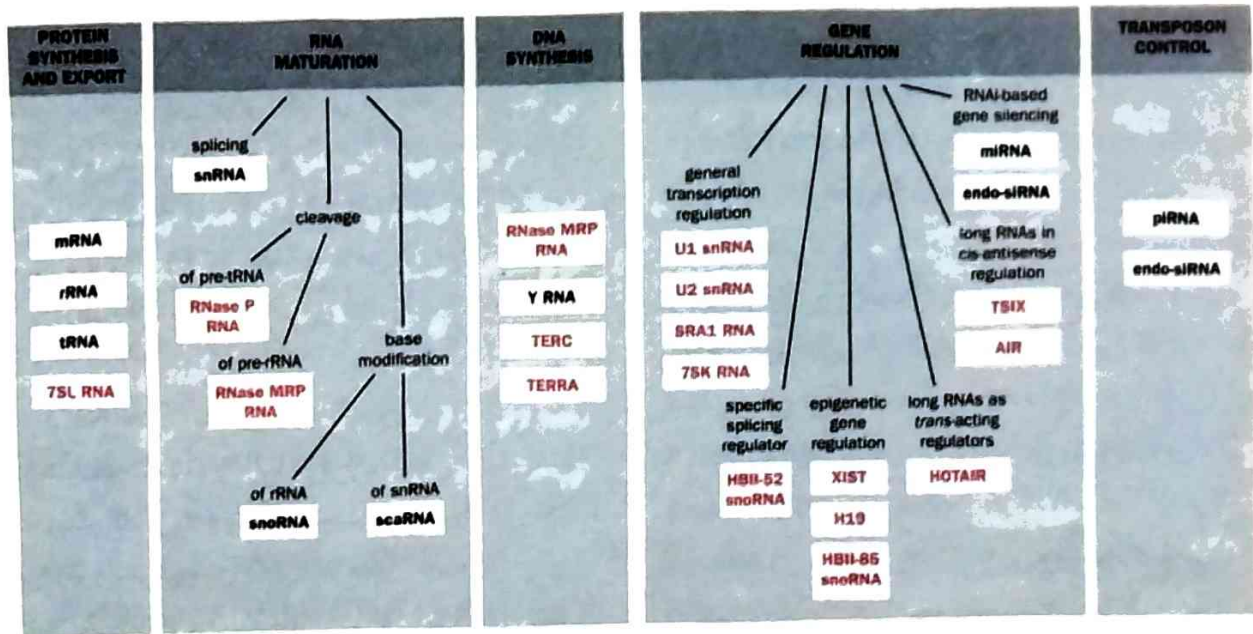 PROTEIN
SYNTHESIS
AND EXPORT
mRNA
rRNA
tRNA
7SL RNA
RNA
MATURATION
splicing
snRNA
cleavage
of pre-tRNA
RNase P
RNA
of pre-rRNA
RNase MRP
RNA
base
modification
of rRNA
snoRNA
of snRNA
scaRNA
DNA
SYNTHESIS
RNase MRP
RNA
Y RNA
TERC
TERRA
GENE
REGULATION
general
transcription
regulation
U1 snRNA
U2 snRNA
SRA1 RNA
7SK RNA
specific
splicing
regulator
HBII-52
snoRNA
epigenetic
gene
regulation
XIST
H19
HBII-85
snoRNA
long RNAs as
trans-acting
regulators
HOTAIR
RNAi-based
gene silencing
miRNA
endo-siRNA
long RNAs in
cis-antisense
regulation
TSIX
AIR
TRANSPOSON
CONTROL
piRNA
endo-siRNA